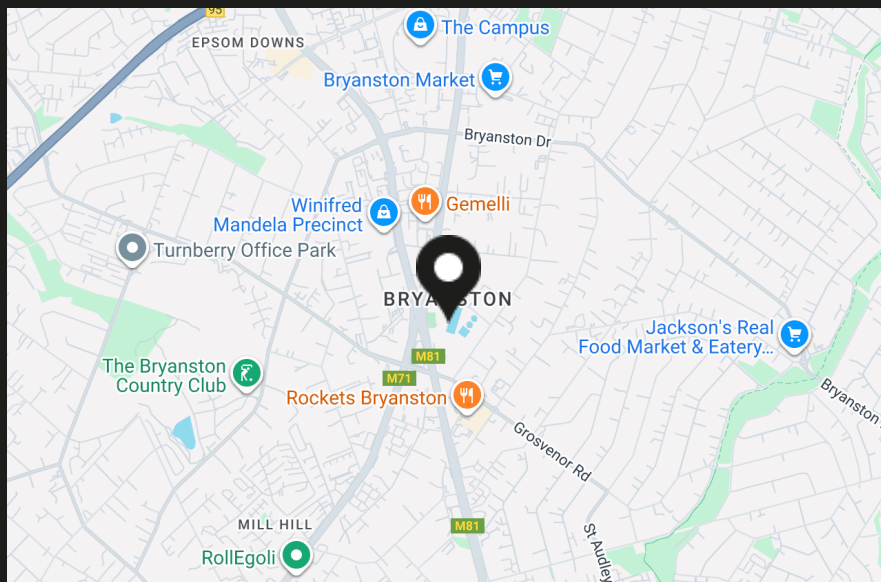 95
EPSOM DOWNS
The Campus
Bryanston Market
Bryanston Dr
Winifred
Mandela Precinct
Gemelli
Turnberry Office Park
BRYANSTON
Jackson's Real
Food Market & Eatery...
M81
The Bryanston
Country Club
M71
Rockets Bryanston
Bryanston
Grosvenor Rd
MILL HILL
M81
St Audley
RollEgoli